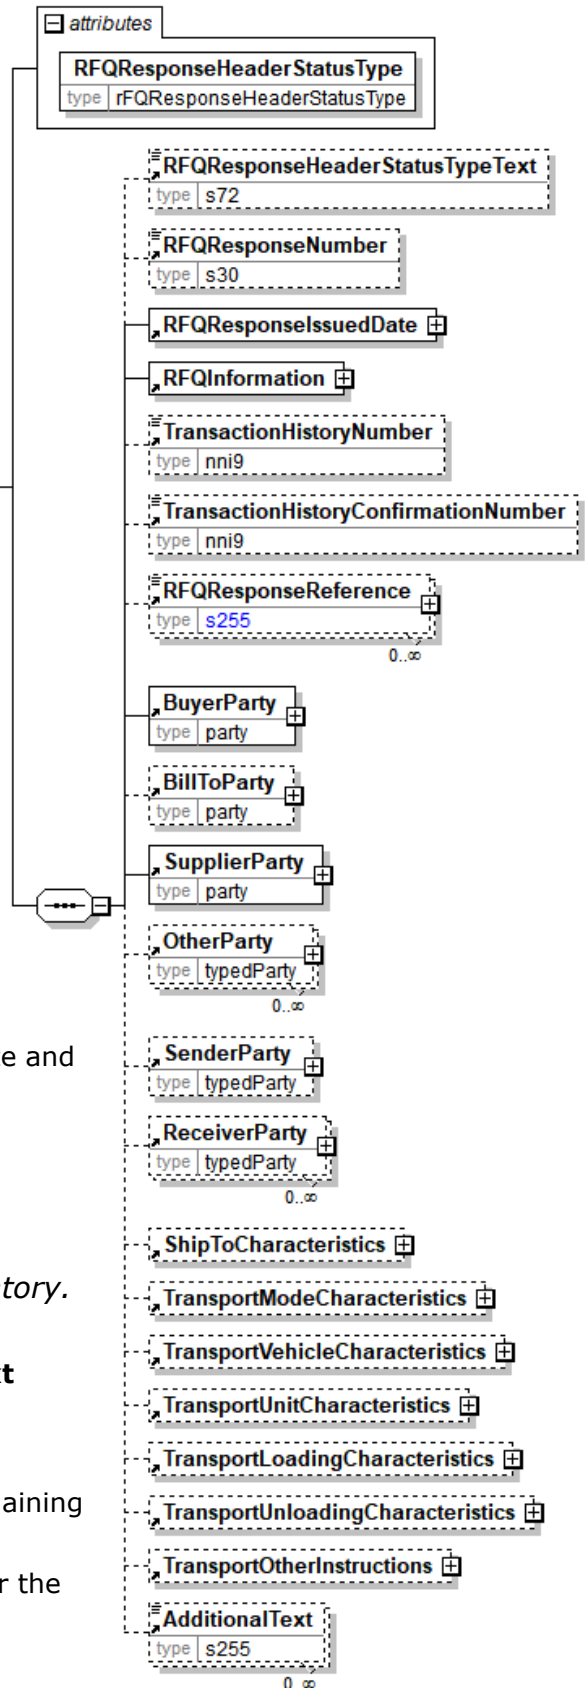 attributes
RFQResponseHeaderStatusType
type rFQResponseHeaderStatusType
RFQResponseHeaderStatusTypeText
type s72
RFQResponseNumber
type s30
RFQResponseIssuedDate
RFQInformation
TransactionHistoryNumber
type nni9
TransactionHistoryConfirmationNumber
type nni9
RFQResponseReference
type s255
0..∞
BuyerParty
type party
BillToParty
type party
SupplierParty
type party
OtherParty
type typedParty
0..∞
e and
SenderParty
type typedParty
ReceiverParty
type typedParty
0..∞
ShipToCharacteristics
tory.
TransportModeCharacteristics
TransportVehicleCharacteristics
t
TransportUnitCharacteristics
TransportLoadingCharacteristics
aining
TransportUnloadingCharacteristics
TransportOtherInstructions
r the
AdditionalText
type s255
0..∞